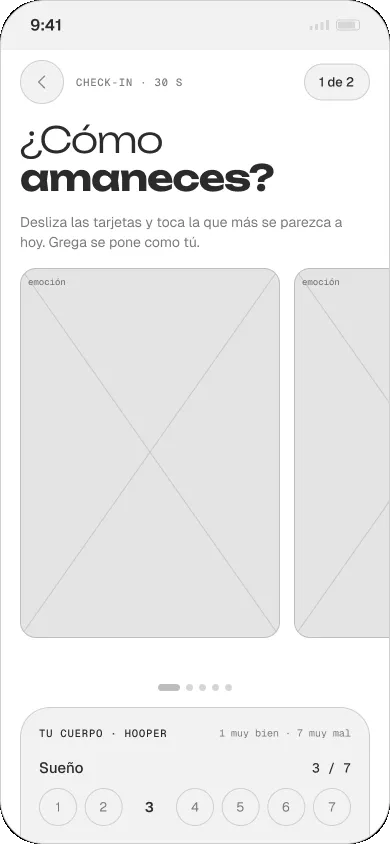 9:41
CHECK-IN · 30 S
1 de 2
¿Cómo
amaneces?
Desliza las tarjetas y toca la que más se parezca a
hoy. Grega se pone como tú.
emoción
emoción
TU CUERPO · HOOPER
1 muy bien · 7 muy mal
Sueño
3 / 7
1 2 3 4 5 6 7